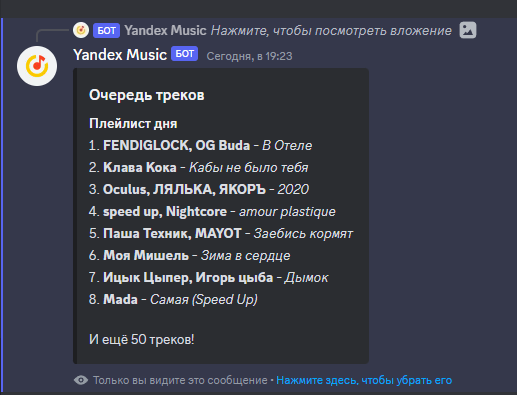 БОТ Yandex Music Нажмите, чтобы посмотреть вложение
Yandex Music БОТ Сегодня, в 19:23
Очередь треков
Плейлист дня
1. FENDIGLOCK, OG Buda - В Отеле
2. Клава Кока - Кабы не было тебя
3. Oculus, ЛЯЛЬКА, ЯКОРЪ - 2020
4. speed up, Nightcore - amour plastique
5. Паша Техник, MAYOT - Заебись кормят
6. Моя Мишель - Зима в сердце
7. Ицык Цыпер, Игорь цыба - Дымок
8. Mada - Самая (Speed Up)
И ещё 50 треков!
Только вы видите это сообщение • Нажмите здесь, чтобы убрать его